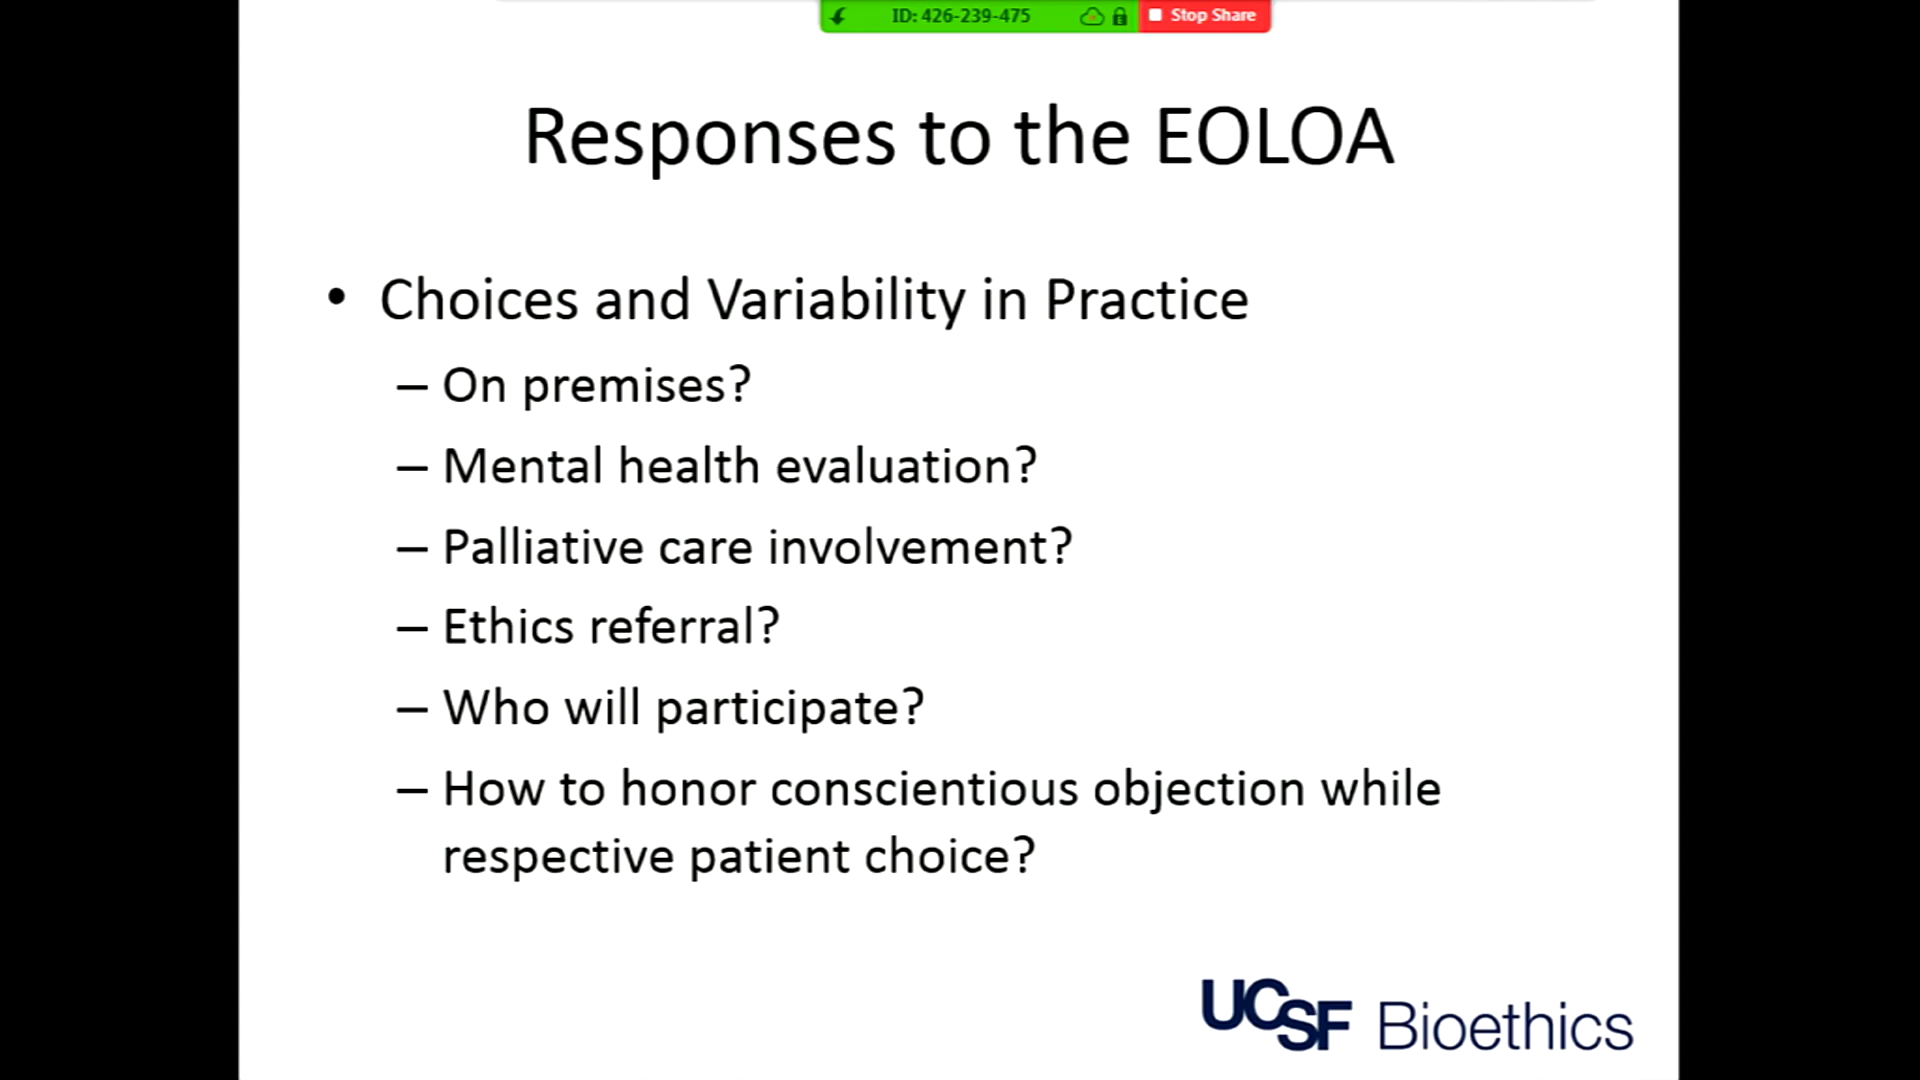 ID: 426-239-475 Stop Share
Responses to the EOLOA
• Choices and Variability in Practice
– On premises?
– Mental health evaluation?
– Palliative care involvement?
– Ethics referral?
– Who will participate?
– How to honor conscientious objection while
respective patient choice?
UCSF Bioethics